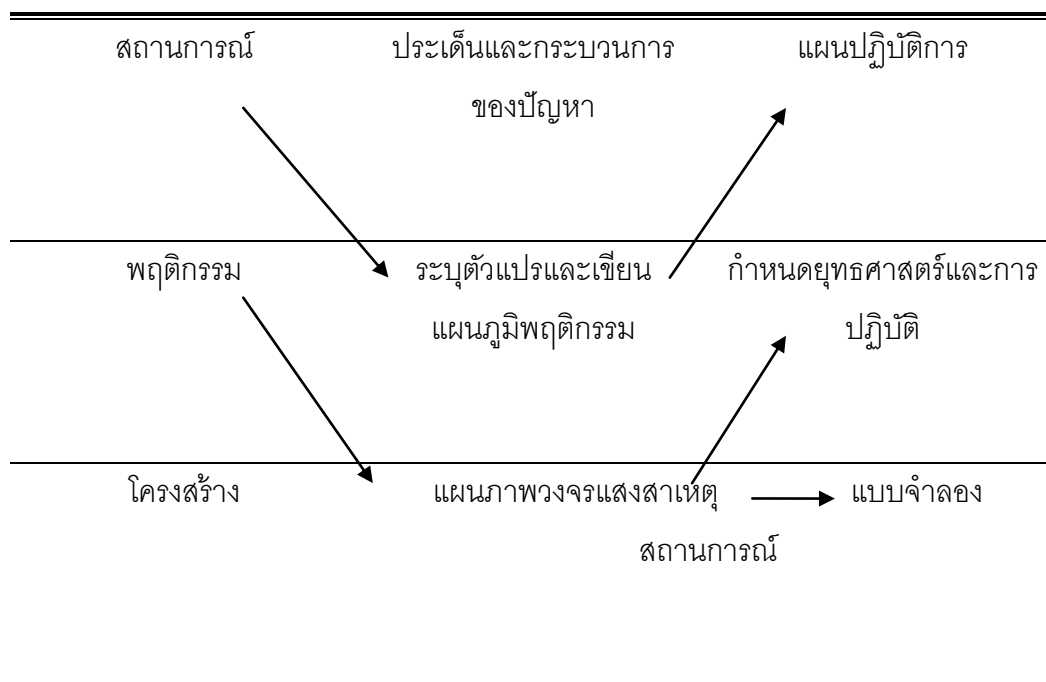 สถานการณ์ ประเด็นและกระบวนการ แผนปฏิบัติการ
ของปัญหา
พฤติกรรม ระบุตัวแปรและเขียน กำหนดยุทธศาสตร์และการ
แผนภูมิพฤติกรรม ปฏิบัติ
โครงสร้าง แผนภาพวงจรแสงสาเหตุ แบบจำลอง
สถานการณ์